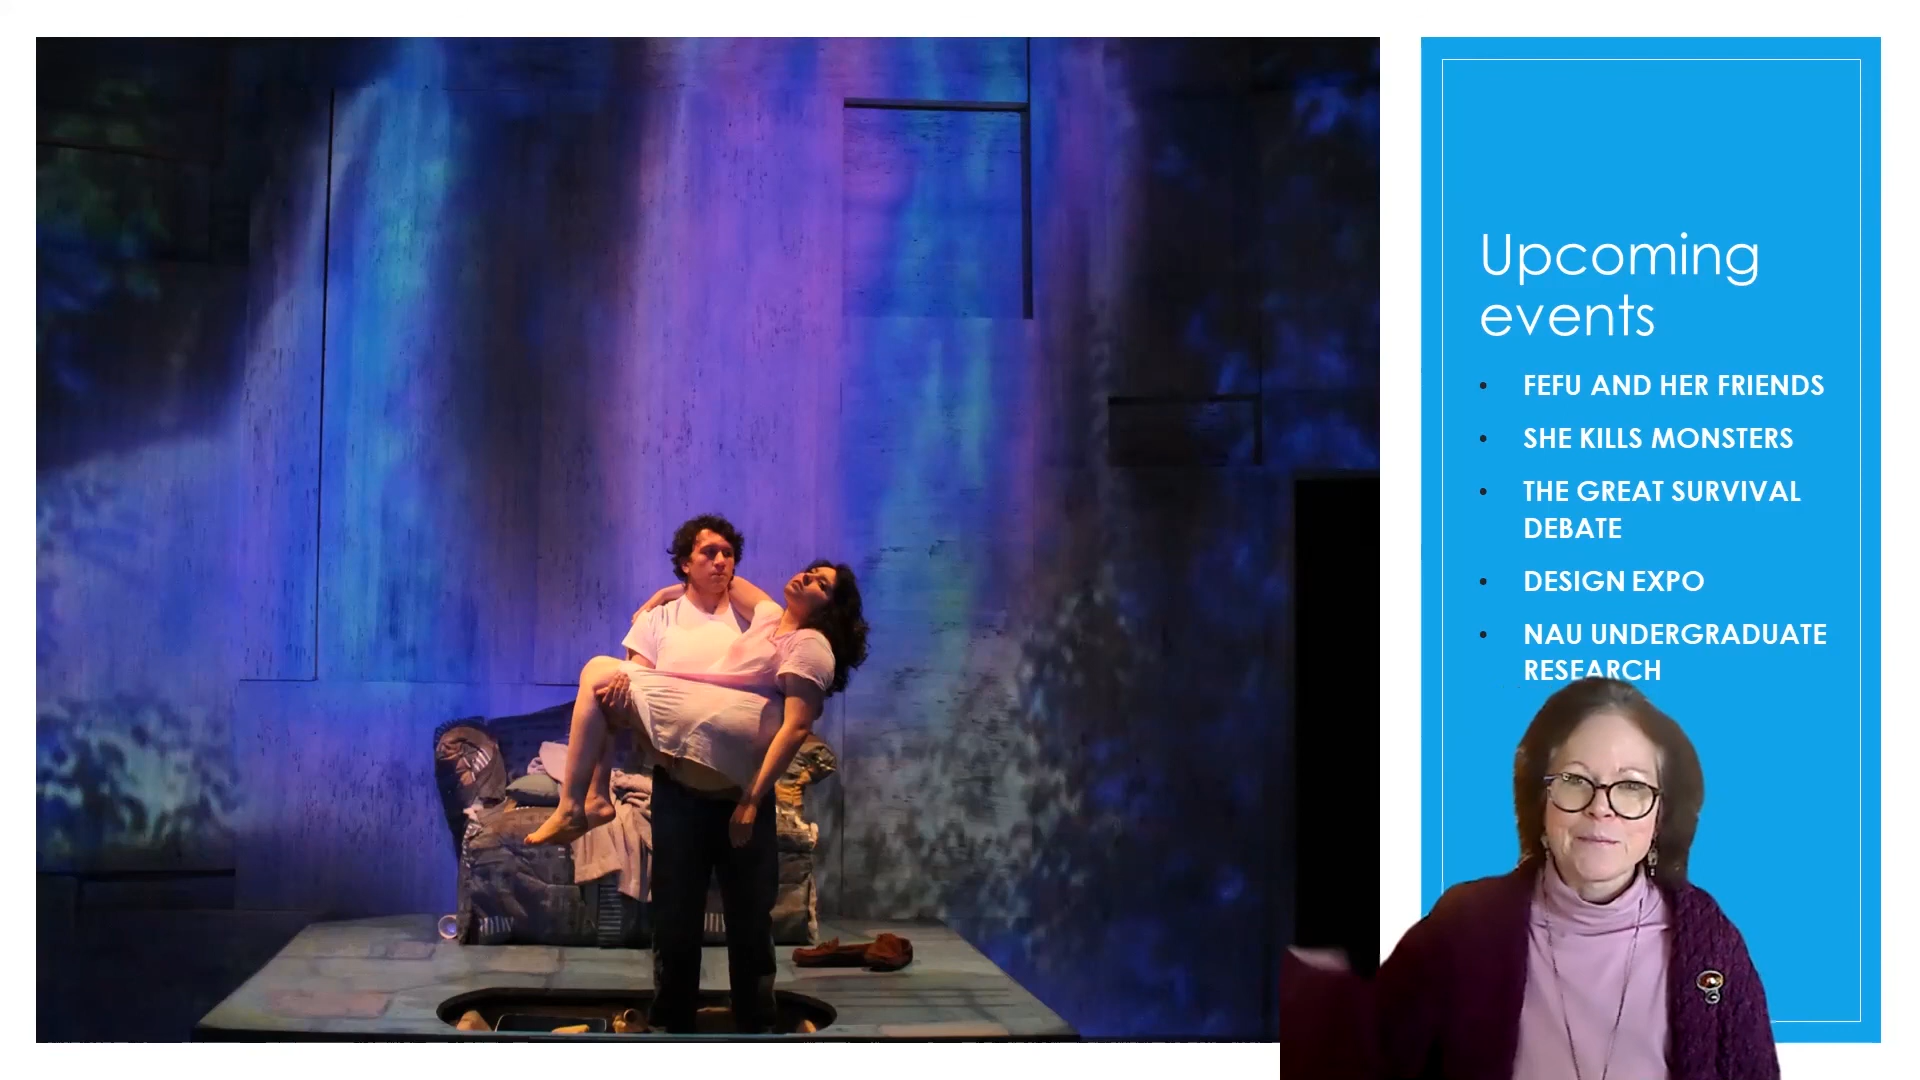 Upcoming
events
• FEFU AND HER FRIENDS
• SHE KILLS MONSTERS
• THE GREAT SURVIVAL
DEBATE
• DESIGN EXPO
• NAU UNDERGRADUATE
RESEARCH